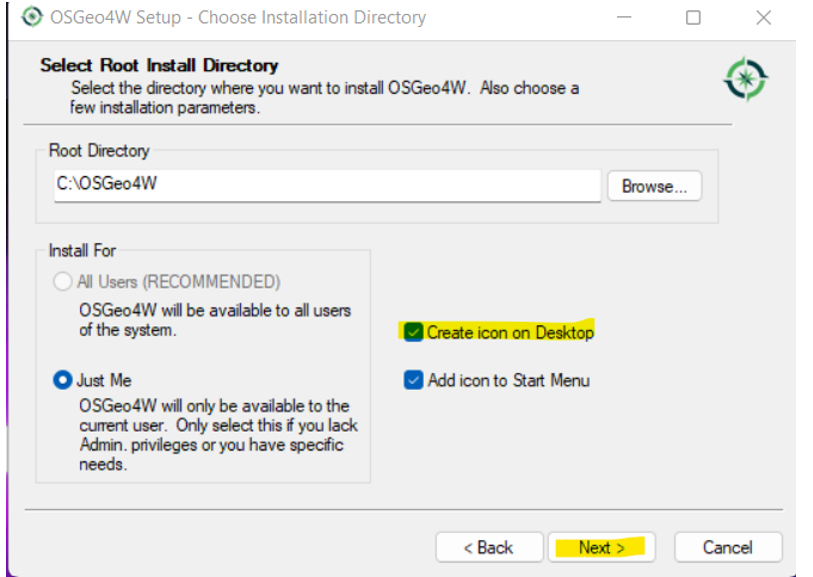 OSGeo4W Setup - Choose Installation Directory
Select Root Install Directory
Select the directory where you want to install OSGeo4W.  Also choose a
few installation parameters.
Root Directory
C:\OSGeo4W
Browse...
Install For
All Users (RECOMMENDED)
OSGeo4W will be available to all users
of the system.
Just Me
OSGeo4W will only be available to the
current user.  Only select this if you lack
Admin. privileges or you have specific
needs.
Create icon on Desktop
Add icon to Start Menu
< Back
Next >
Cancel